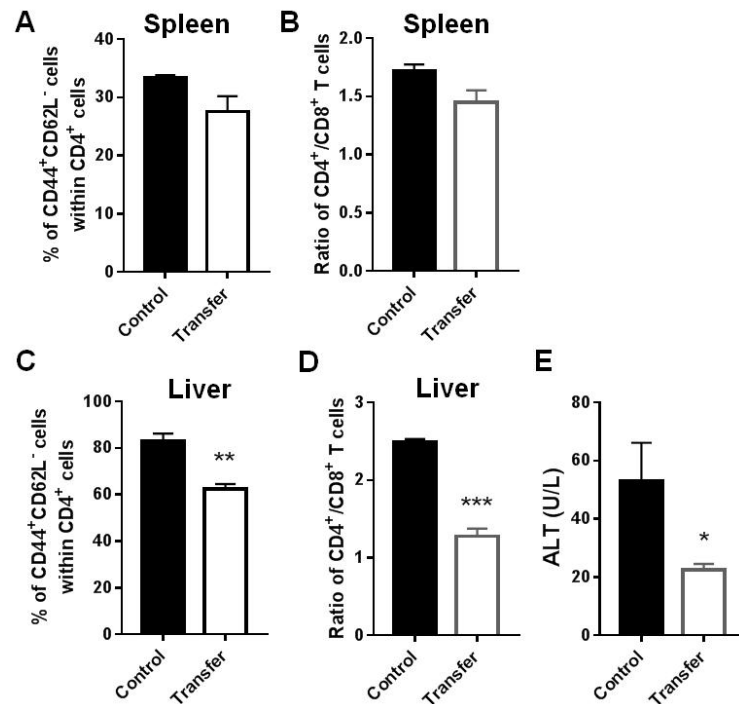 A
Spleen
% of CD44⁺CD62L⁻ cells
within CD4⁺ cells
40
30
20
10
0
Control
Transfer
B
Spleen
Ratio of CD4⁺/CD8⁺ T cells
2.0
1.5
1.0
0.5
0.0
Control
Transfer
C
Liver
% of CD44⁺CD62L⁻ cells
within CD4⁺ cells
100
80
60
40
20
0
**
Control
Transfer
D
Liver
Ratio of CD4⁺/CD8⁺ T cells
3
2
1
0
***
Control
Transfer
E
ALT (U/L)
80
60
40
20
0
*
Control
Transfer